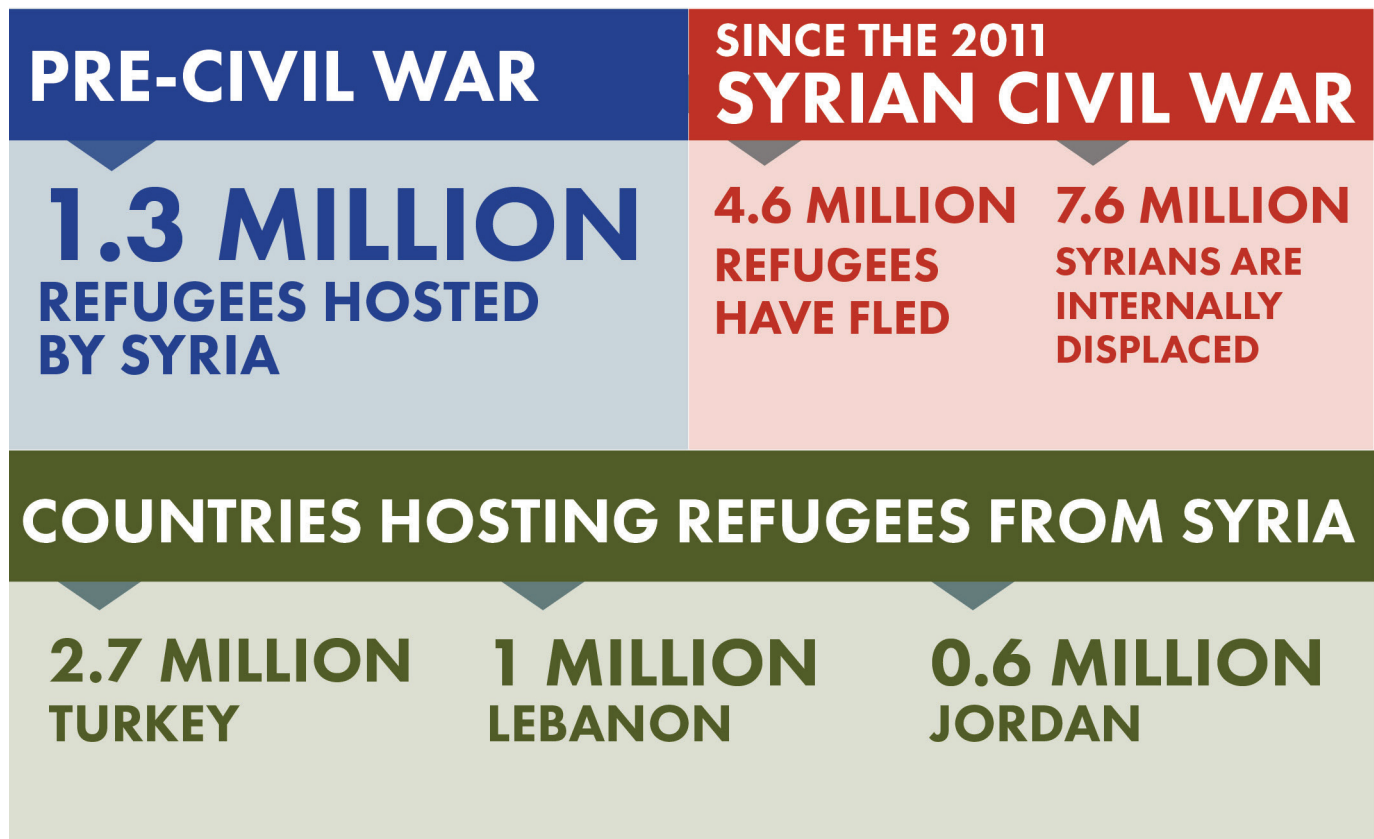 PRE-CIVIL WAR
1.3 MILLION
REFUGEES HOSTED
BY SYRIA
SINCE THE 2011
SYRIAN CIVIL WAR
4.6 MILLION
REFUGEES
HAVE FLED
7.6 MILLION
SYRIANS ARE
INTERNALLY
DISPLACED
COUNTRIES HOSTING REFUGEES FROM SYRIA
2.7 MILLION
TURKEY
1 MILLION
LEBANON
0.6 MILLION
JORDAN